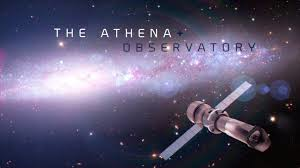 THE ATHENA +
OBSERVATORY